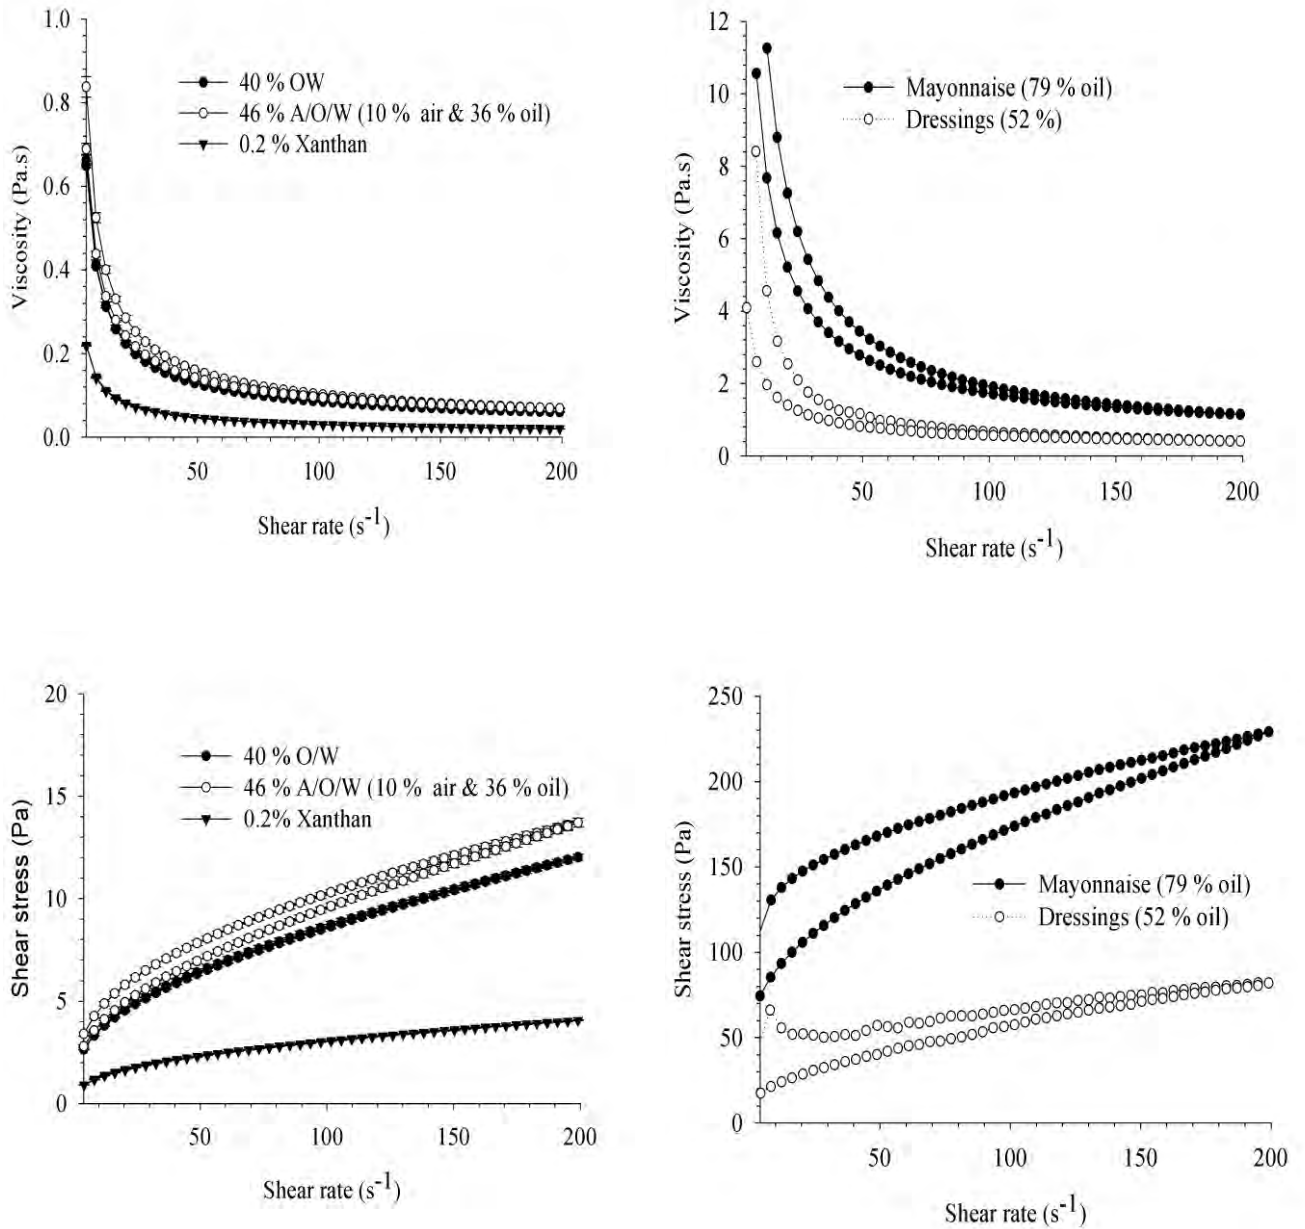 1.0
0.8
0.6
0.4
0.2
0.0
Viscosity (Pa.s)
40 % OW
46 % A/O/W (10 % air & 36 % oil)
0.2 % Xanthan
50 100 150 200
Shear rate (s-1)
12
10
8
6
4
2
0
Viscosity (Pa.s)
Mayonnaise (79 % oil)
Dressings (52 %)
50 100 150 200
Shear rate (s-1)
20
15
10
5
0
Shear stress (Pa)
40 % O/W
46 % A/O/W (10 % air & 36 % oil)
0.2% Xanthan
50 100 150 200
Shear rate (s-1)
250
200
150
100
50
0
Shear stress (Pa)
Mayonnaise (79 % oil)
Dressings (52 % oil)
50 100 150 200
Shear rate (s-1)